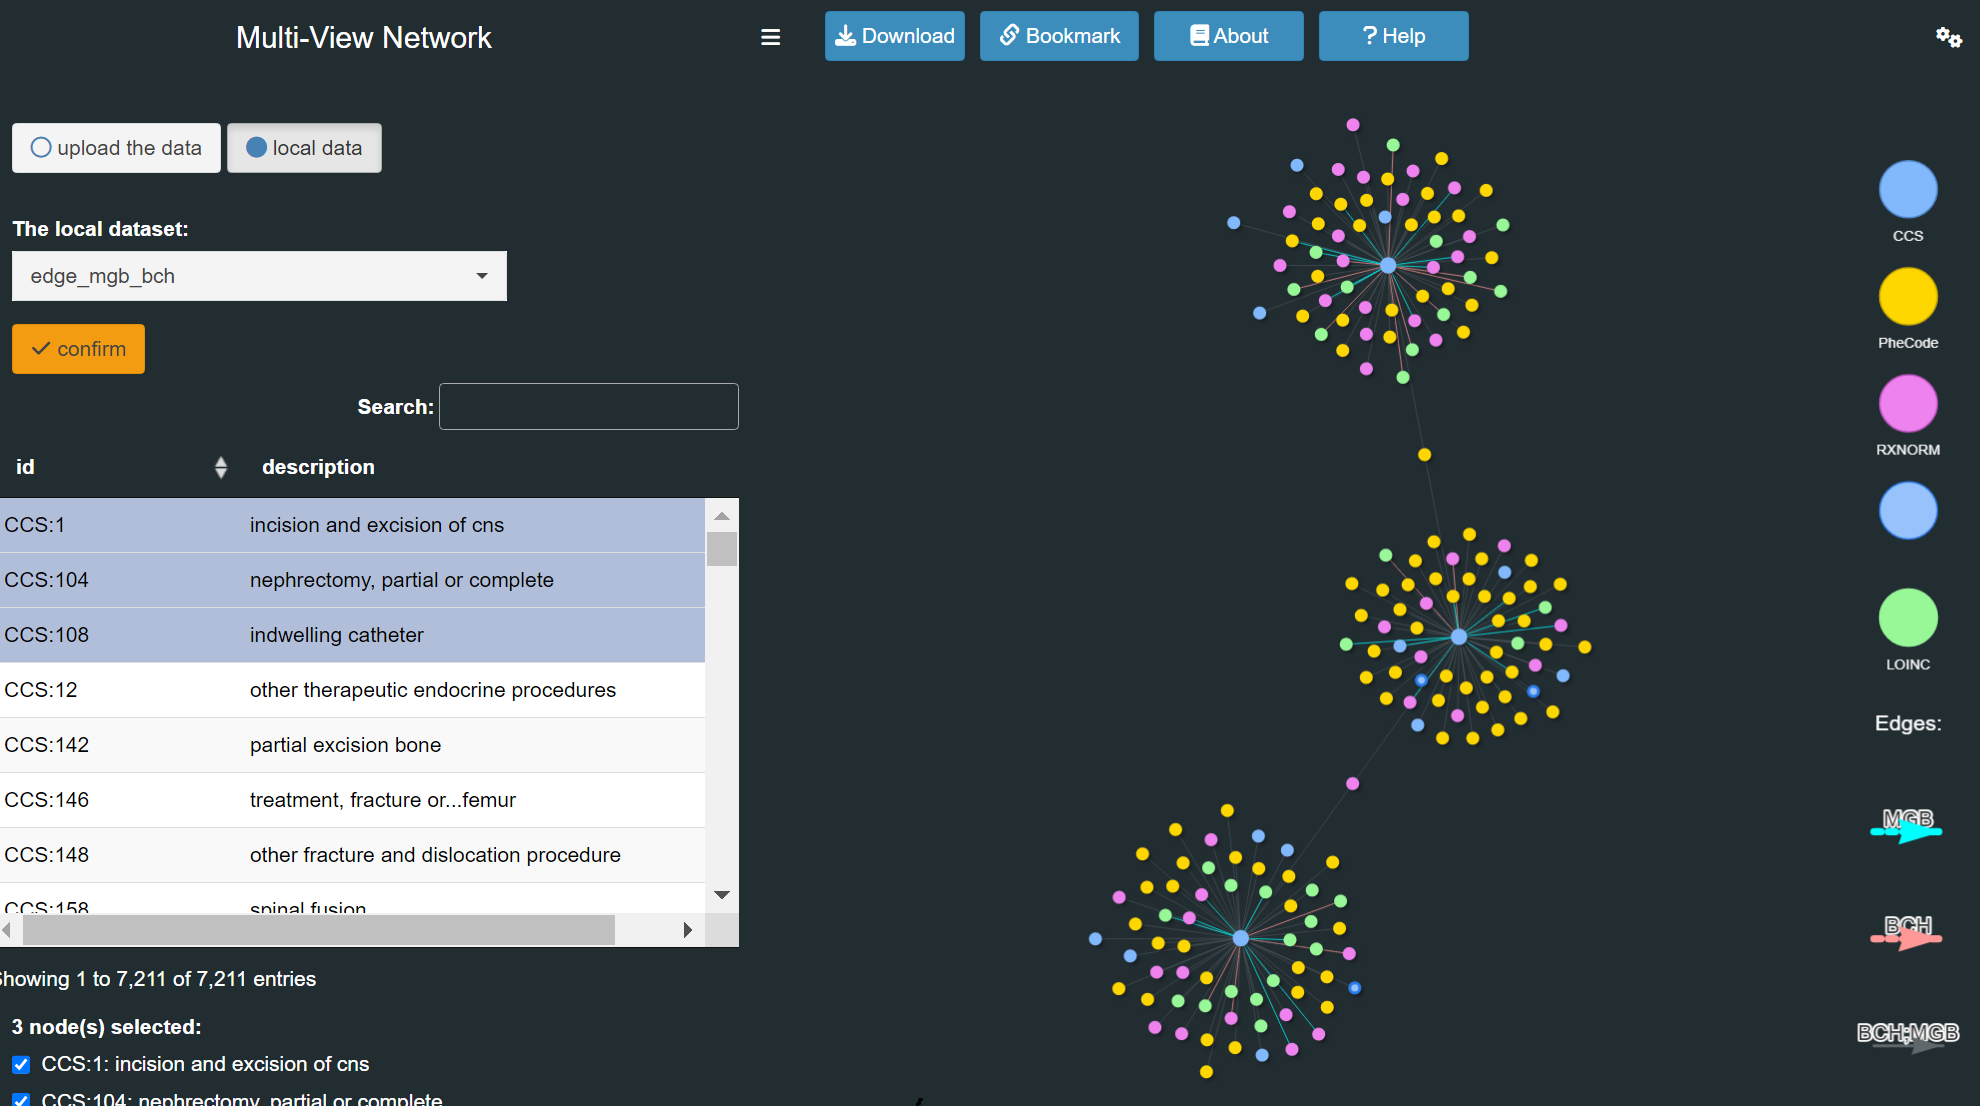 Multi-View Network
Download
Bookmark
About
? Help
upload the data
local data
The local dataset:
edge_mgb_bch
confirm
Search:
id description
CCS:1 incision and excision of cns
CCS:104 nephrectomy, partial or complete
CCS:108 indwelling catheter
CCS:12 other therapeutic endocrine procedures
CCS:142 partial excision bone
CCS:146 treatment, fracture or...femur
CCS:148 other fracture and dislocation procedure
CCS:158 spinal fusion
Showing 1 to 7,211 of 7,211 entries
3 node(s) selected:
CCS:1: incision and excision of cns
CCS:104: nephrectomy, partial or complete
CCS
PheCode
RXNORM
LOINC
Edges:
MGB
BCH
BCH;MGB